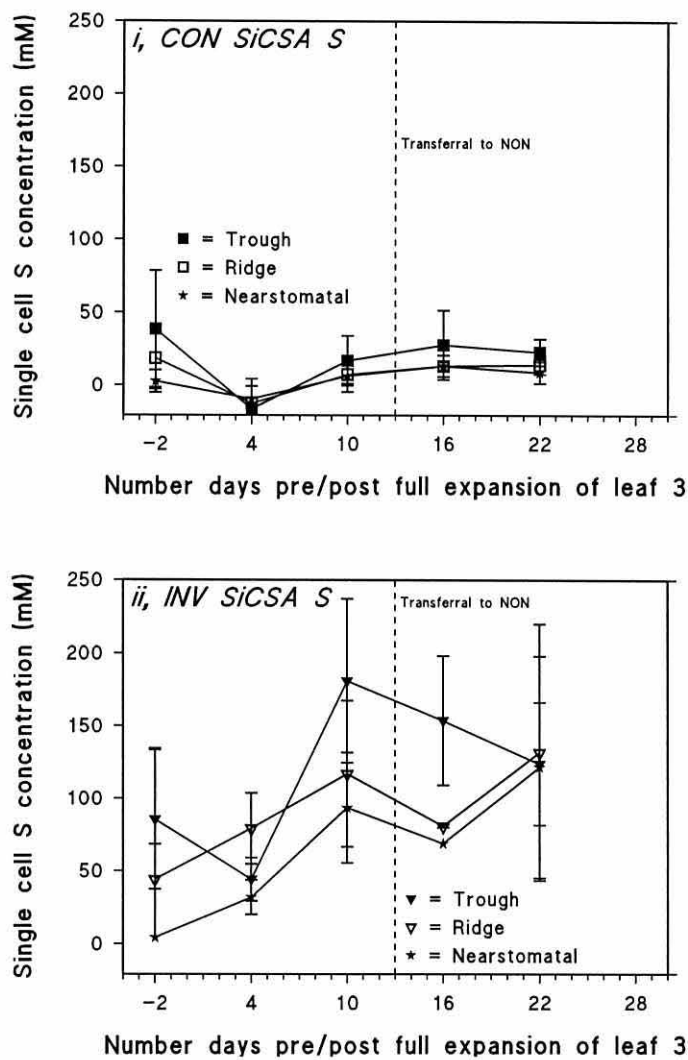 250
200
150
100
50
0
Single cell S concentration (mM)
i, CON SiCSA S
Transferral to NON
■ = Trough
□ = Ridge
★ = Nearstomatal
−2 4 10 16 22 28
Number days pre/post full expansion of leaf 3
250
200
150
100
50
0
Single cell S concentration (mM)
ii, INV SiCSA S
Transferral to NON
▼ = Trough
▽ = Ridge
★ = Nearstomatal
−2 4 10 16 22 28
Number days pre/post full expansion of leaf 3